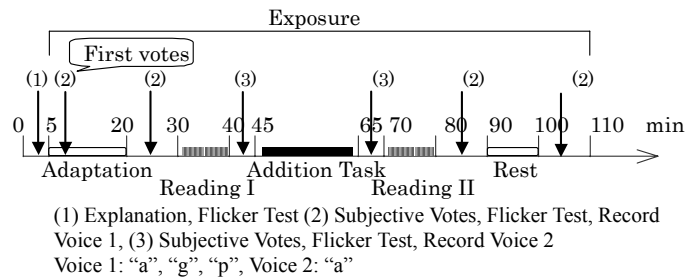 Exposure
First votes
(1) (2) (2) (3) (3) (2) (2)
0 5 20 30 40 45 65 70 80 90 100 110 min
Adaptation Addition Task Rest
Reading I Reading II
(1) Explanation, Flicker Test (2) Subjective Votes, Flicker Test, Record
Voice 1, (3) Subjective Votes, Flicker Test, Record Voice 2
Voice 1: “a”, “g”, “p”, Voice 2: “a”